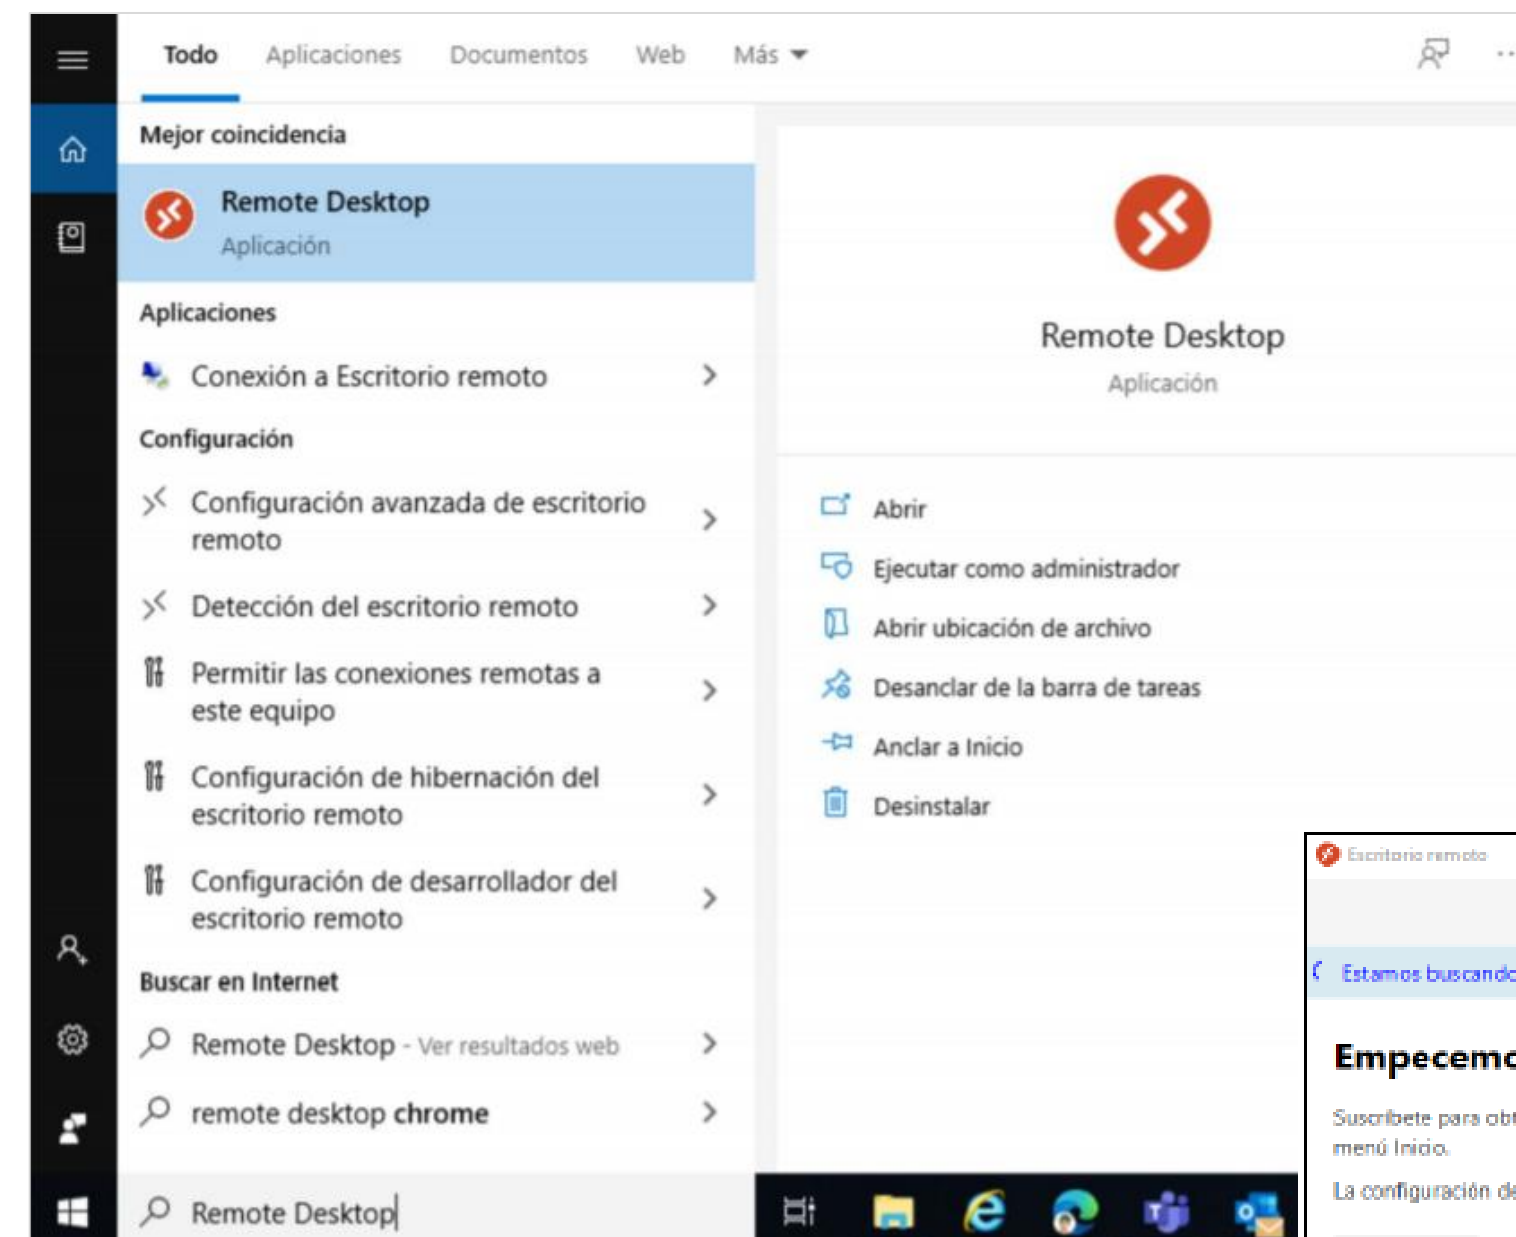 Todo Aplicaciones Documentos Web Más
Mejor coincidencia
Remote Desktop
Aplicación
Aplicaciones
Conexión a Escritorio remoto
Configuración
Configuración avanzada de escritorio
remoto
Detección del escritorio remoto
Permitir las conexiones remotas a
este equipo
Configuración de hibernación del
escritorio remoto
Configuración de desarrollador del
escritorio remoto
Buscar en Internet
Remote Desktop - Ver resultados web
remote desktop chrome
Remote Desktop
Remote Desktop
Aplicación
Abrir
Ejecutar como administrador
Abrir ubicación de archivo
Desanclar de la barra de tareas
Anclar a Inicio
Desinstalar
Escritorio remoto
Estamos buscando
Empecemo
Suscríbete para obt
menú Inicio.
La configuración de